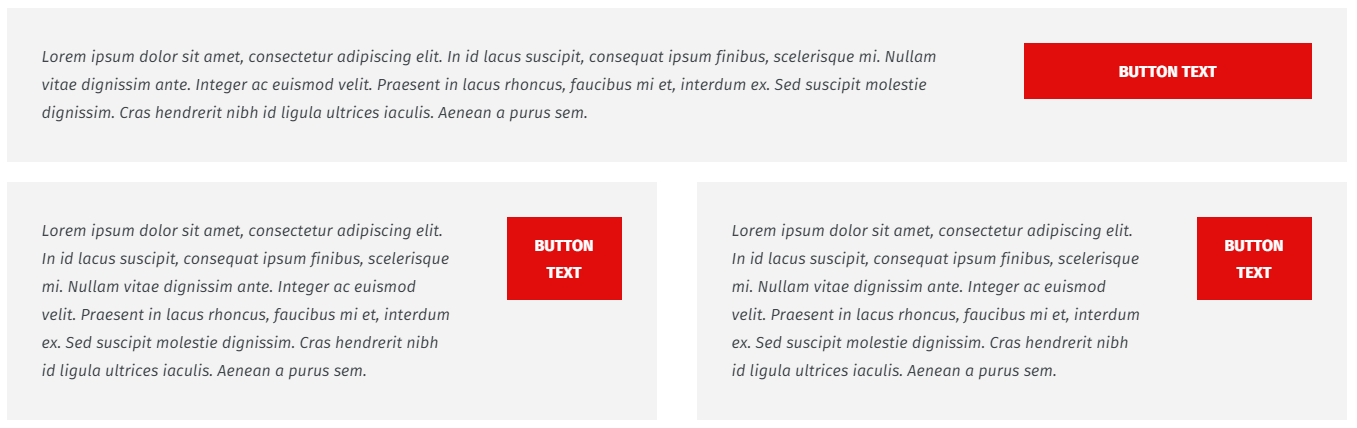 Lorem ipsum dolor sit amet, consectetur adipiscing elit. In id lacus suscipit, consequat ipsum finibus, scelerisque mi. Nullam
vitae dignissim ante. Integer ac euismod velit. Praesent in lacus rhoncus, faucibus mi et, interdum ex. Sed suscipit molestie
dignissim. Cras hendrerit nibh id ligula ultrices iaculis. Aenean a purus sem.
BUTTON TEXT
Lorem ipsum dolor sit amet, consectetur adipiscing elit.
In id lacus suscipit, consequat ipsum finibus, scelerisque
mi. Nullam vitae dignissim ante. Integer ac euismod
velit. Praesent in lacus rhoncus, faucibus mi et, interdum
ex. Sed suscipit molestie dignissim. Cras hendrerit nibh
id ligula ultrices iaculis. Aenean a purus sem.
BUTTON
TEXT
Lorem ipsum dolor sit amet, consectetur adipiscing elit.
In id lacus suscipit, consequat ipsum finibus, scelerisque
mi. Nullam vitae dignissim ante. Integer ac euismod
velit. Praesent in lacus rhoncus, faucibus mi et, interdum
ex. Sed suscipit molestie dignissim. Cras hendrerit nibh
id ligula ultrices iaculis. Aenean a purus sem.
BUTTON
TEXT